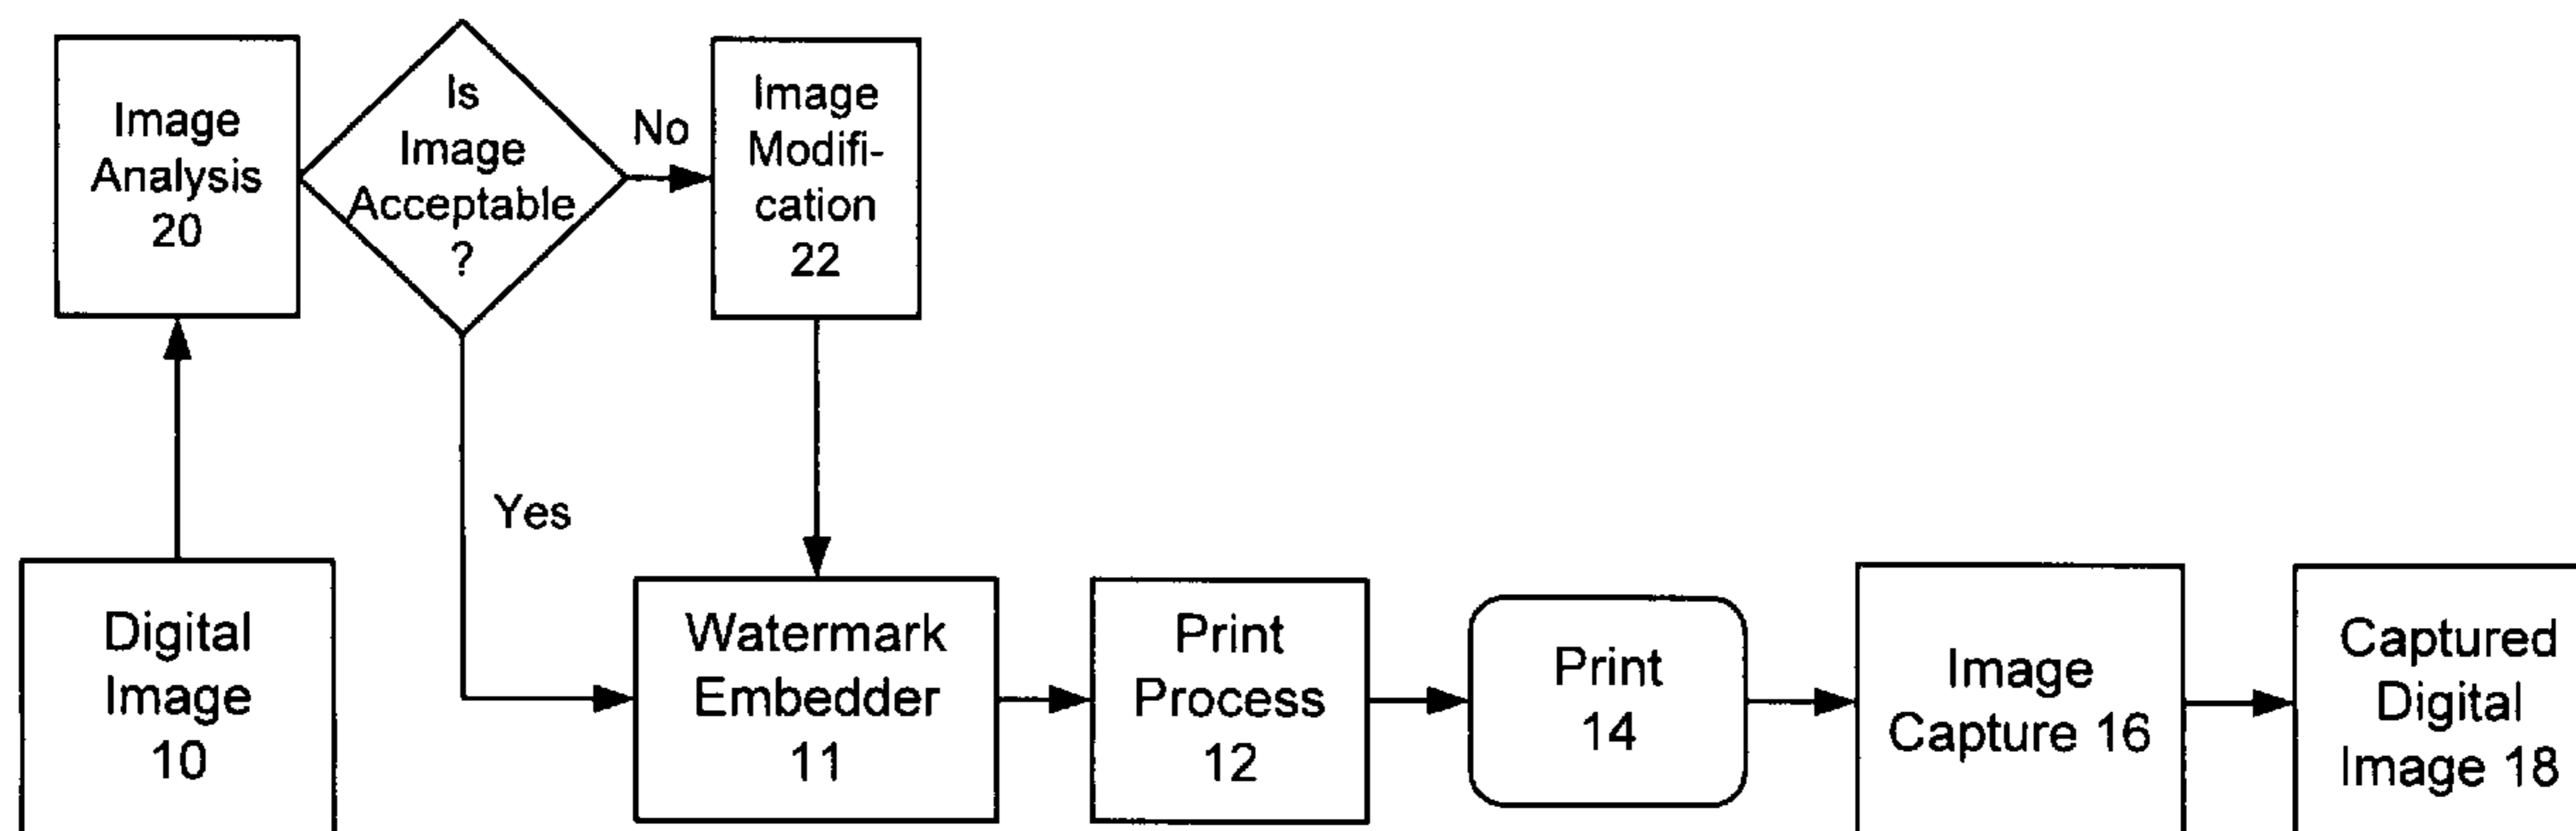 Image
Analysis
20
Is
Image
Acceptable
?
No
Image
Modifi-
cation
22
Yes
Digital
Image
10
Watermark
Embedder
11
Print
Process
12
Print
14
Image
Capture 16
Captured
Digital
Image 18